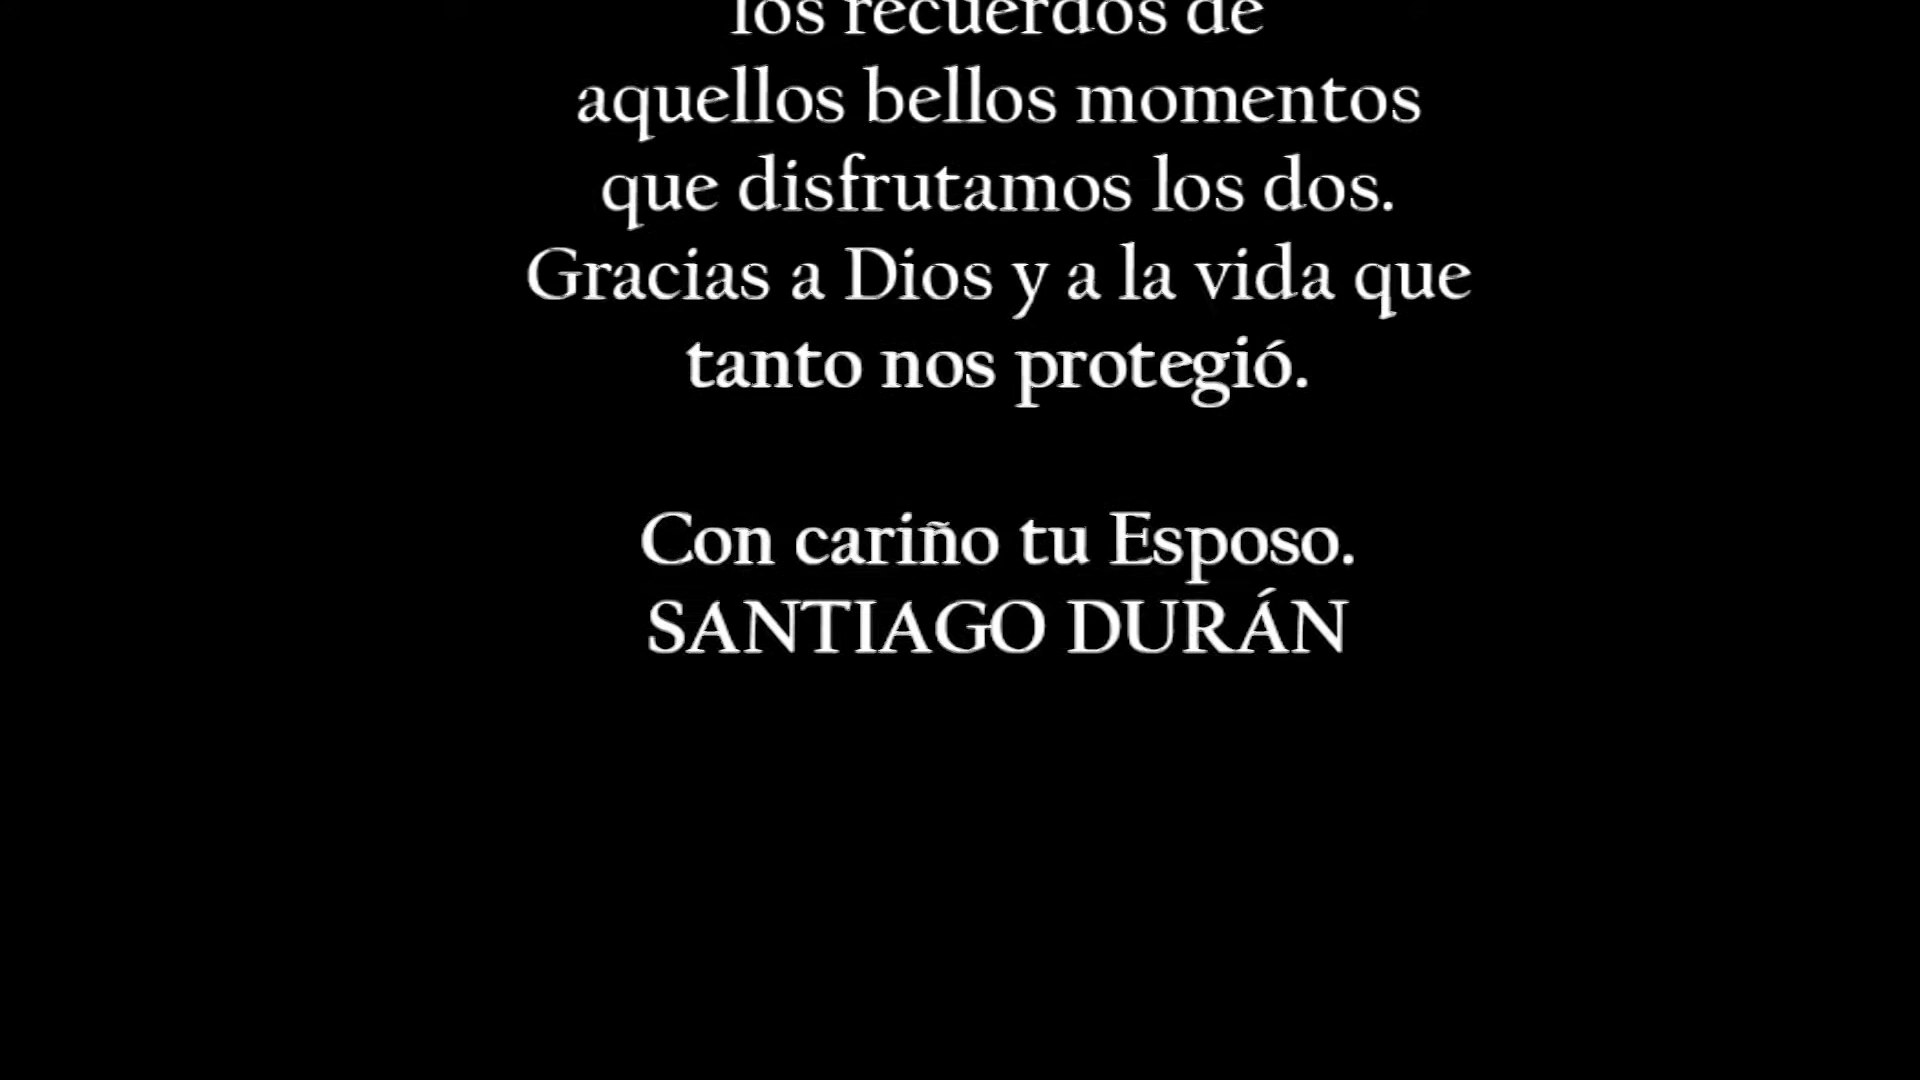 los recuerdos de
aquellos bellos momentos
que disfrutamos los dos.
Gracias a Dios y a la vida que
tanto nos protegió.
Con cariño tu Esposo.
SANTIAGO DURÁN